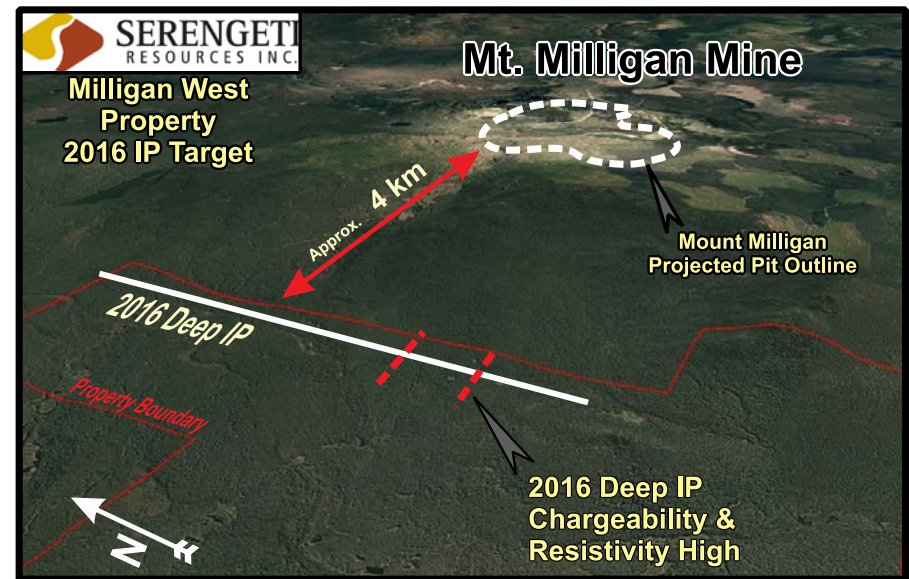 SERENGETI
RESOURCES INC.
Milligan West
Property
2016 IP Target
Mt. Milligan Mine
Approx. 4 km
Mount Milligan
Projected Pit Outline
2016 Deep IP
Property Boundary
2016 Deep IP
Chargeability &
Resistivity High
N